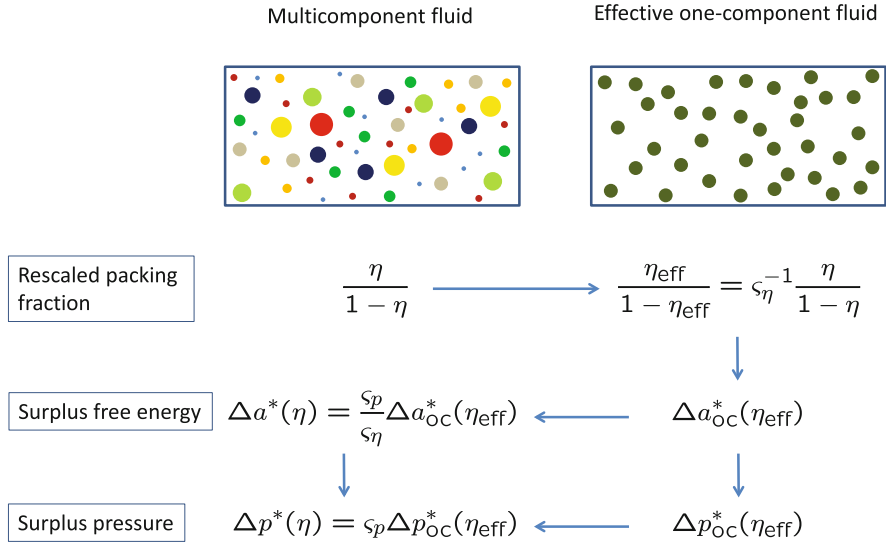 Multicomponent fluid
Effective one-component fluid
Rescaled packing
fraction
η / (1 − η)
η_eff / (1 − η_eff) = ς_η^{−1} η / (1 − η)
Surplus free energy
Δa*(η) = (ς_p / ς_η) Δa*_oc(η_eff)
Δa*_oc(η_eff)
Surplus pressure
Δp*(η) = ς_p Δp*_oc(η_eff)
Δp*_oc(η_eff)